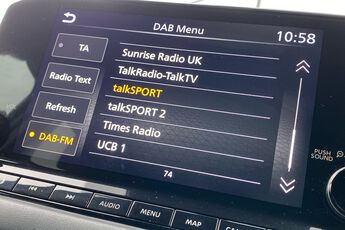 DAB Menu
10:58
TA
Radio Text
Refresh
DAB-FM
Sunrise Radio UK
TalkRadio-TalkTV
talkSPORT
talkSPORT 2
Times Radio
UCB 1
74
PUSH
SOUND
AUDIO
MENU
MAP